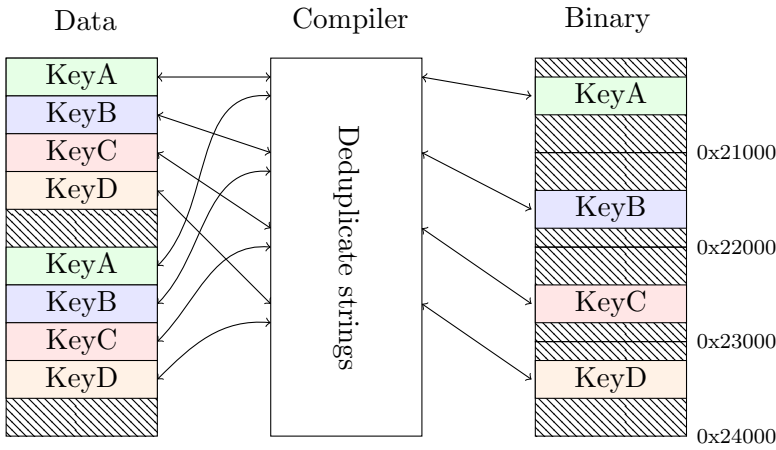 Data
Compiler
Binary
KeyA
KeyB
KeyC
KeyD
KeyA
KeyB
KeyC
KeyD
Deduplicate strings
KeyA
0x21000
KeyB
0x22000
KeyC
0x23000
KeyD
0x24000